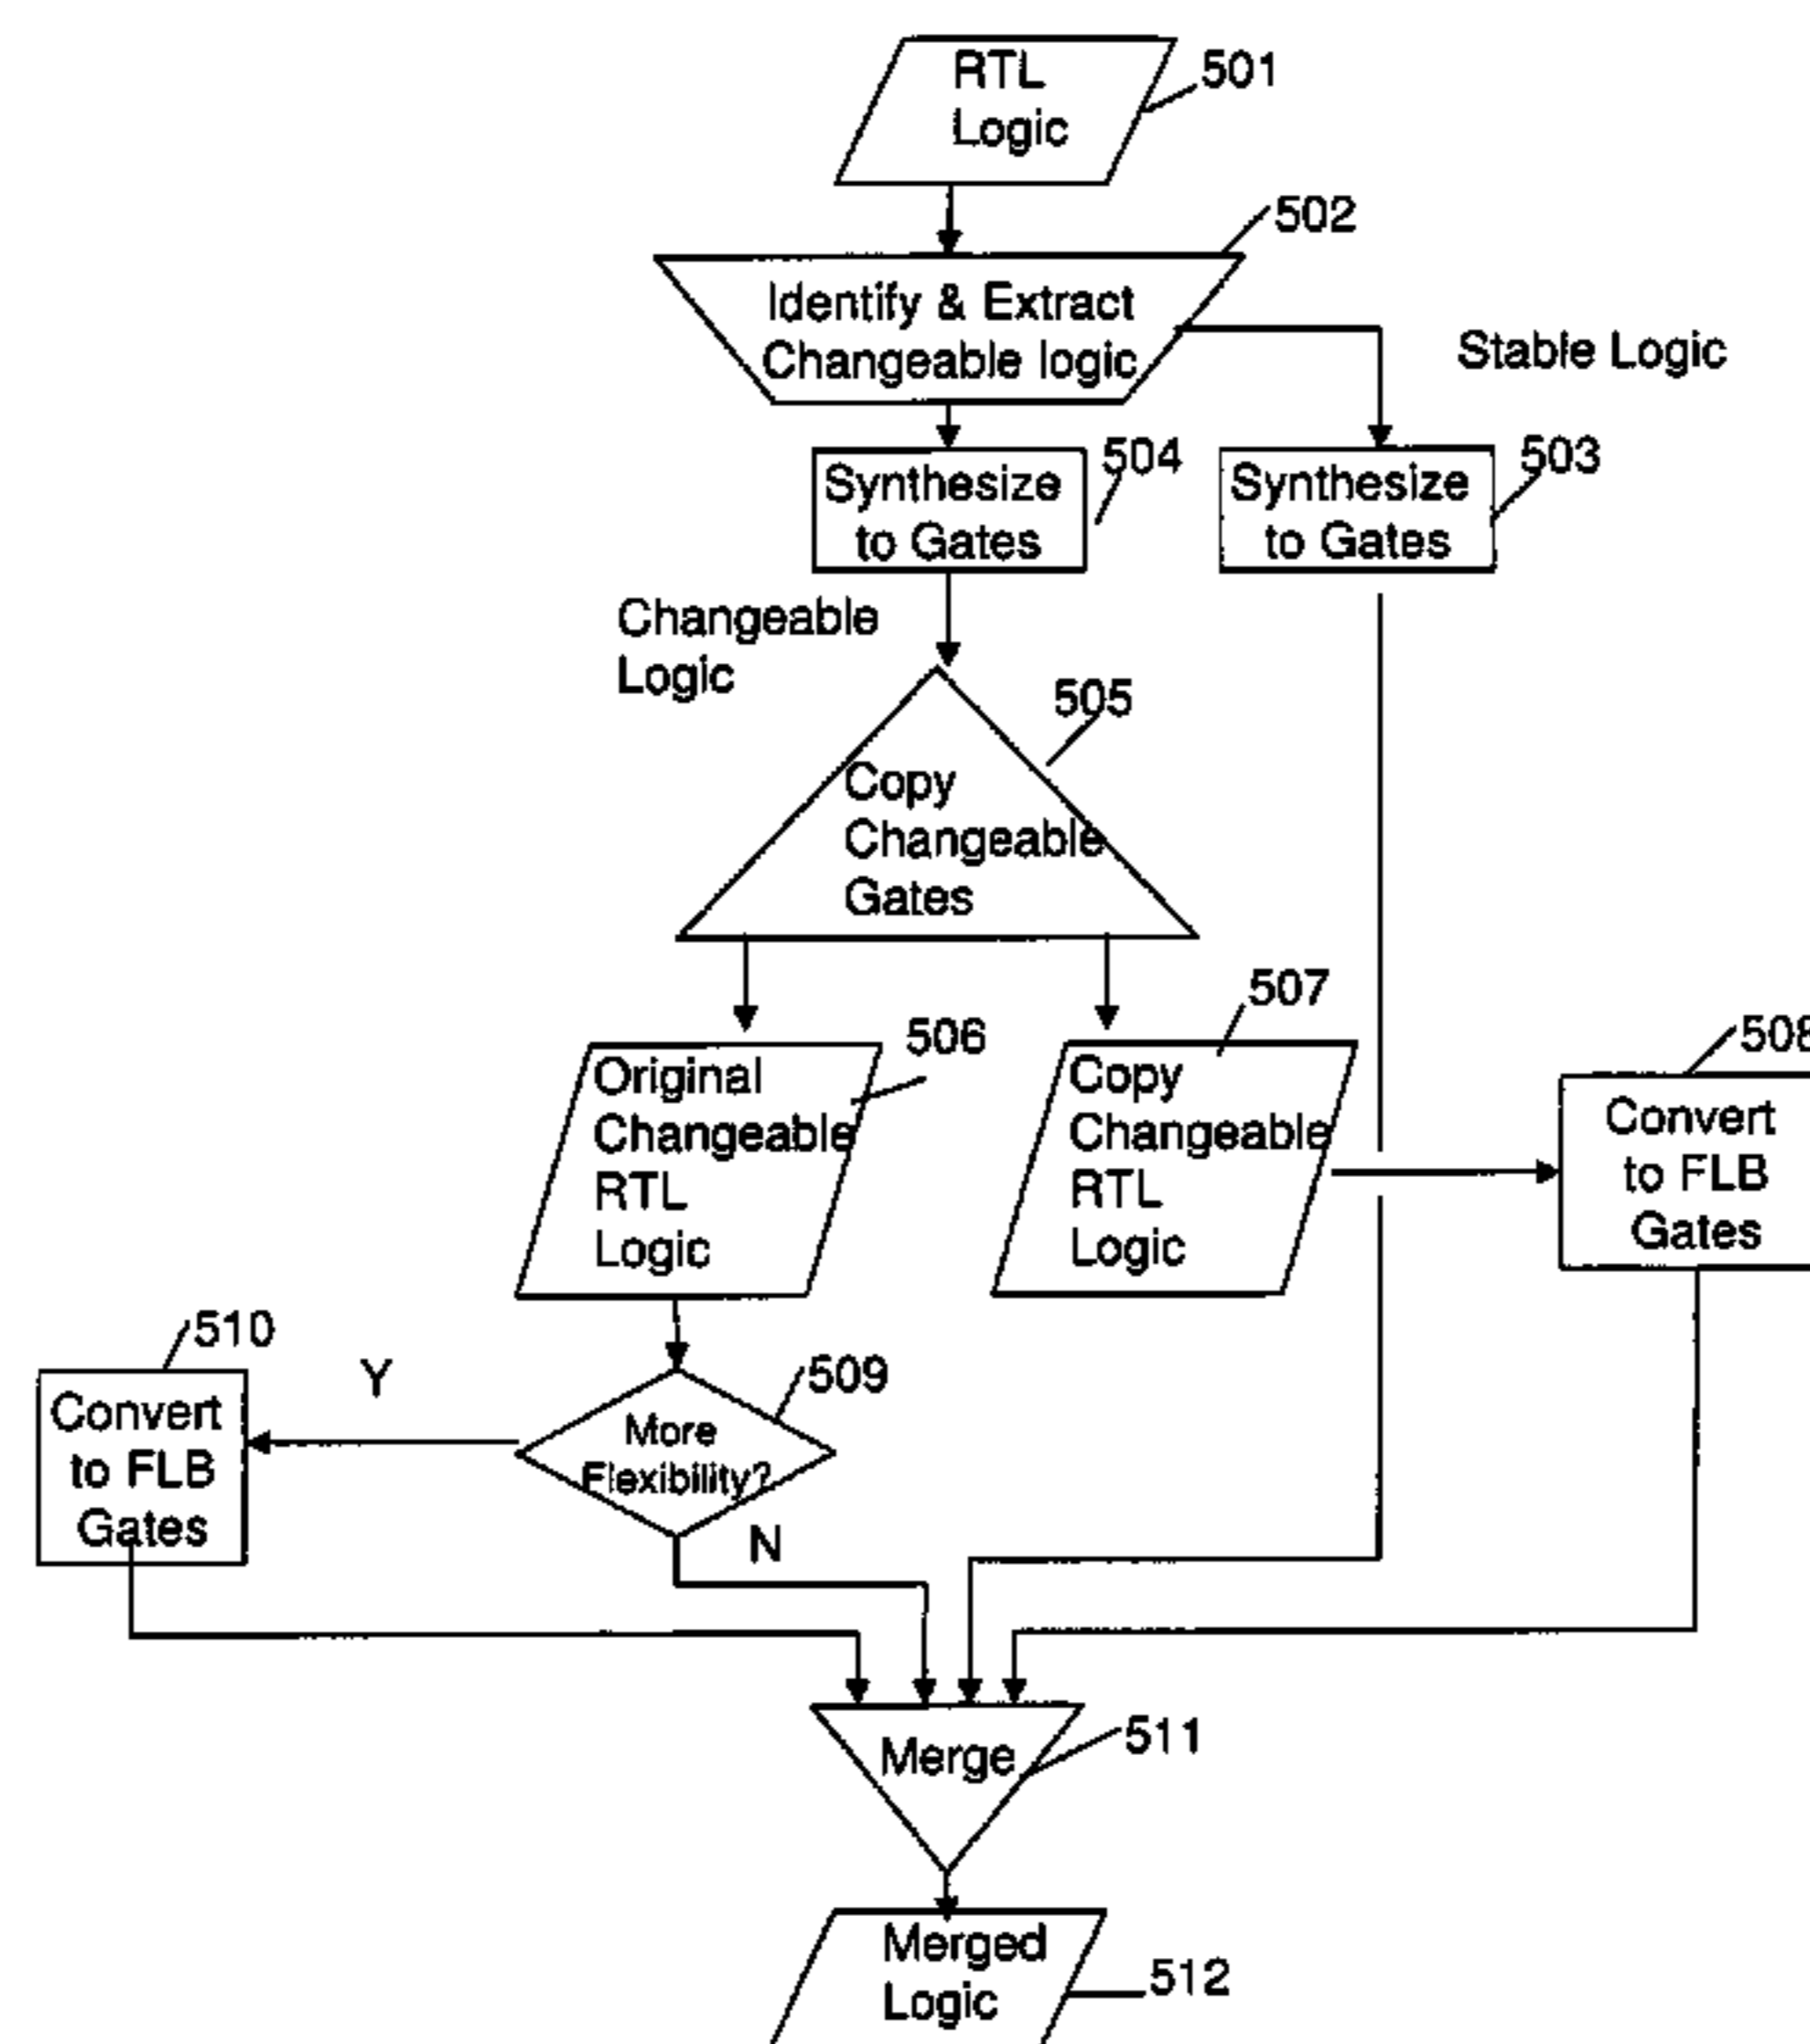 RTL
Logic
501
502
Identify & Extract
Changeable logic
Stable Logic
Synthesize
to Gates
504
Synthesize
to Gates
503
Changeable
Logic
505
Copy
Changeable
Gates
506
507
508
Original
Changeable
RTL
Logic
Copy
Changeable
RTL
Logic
Convert
to FLB
Gates
510
Y
509
Convert
to FLB
Gates
More
Flexibility?
N
Merge
511
Merged
Logic
512